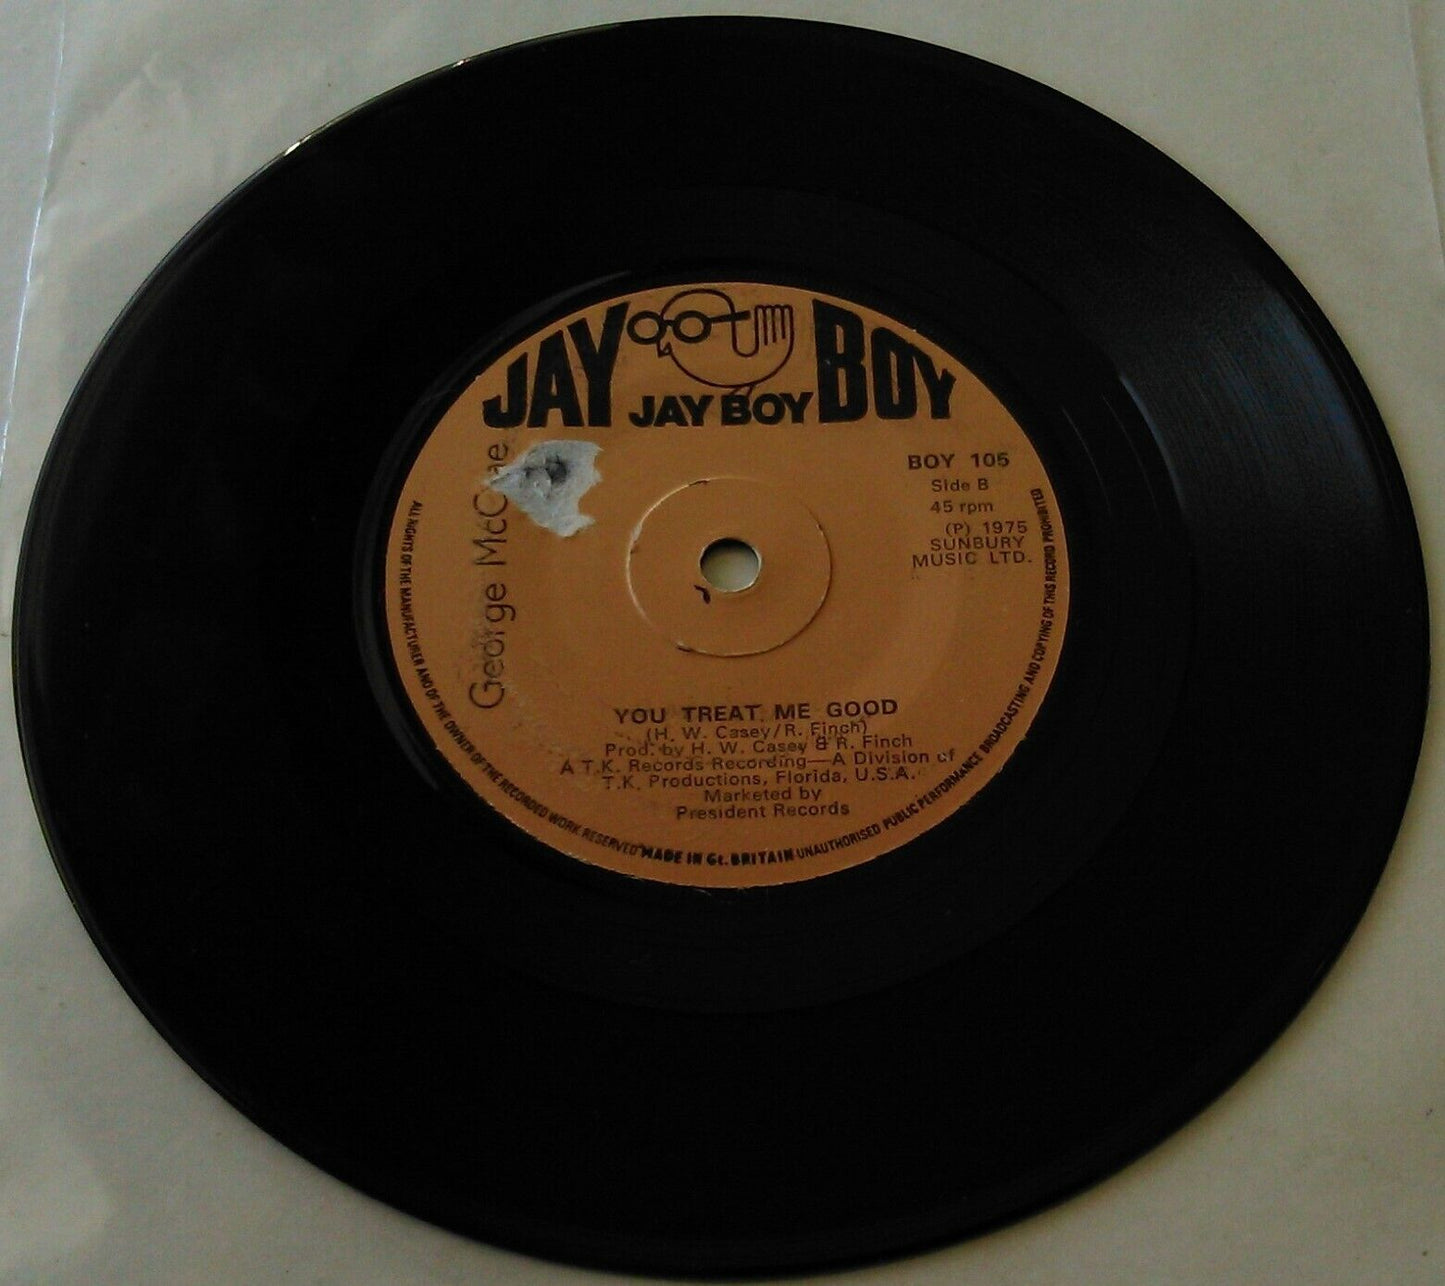 JAY BOY
JAY BOY
George McCrae
BOY 105
Side B
45 rpm
(P) 1975
SUNBURY
MUSIC LTD.
YOU TREAT ME GOOD
(H. W. Casey/R. Finch)
Prod. by H. W. Casey & R. Finch
A T.K. Records Recording—A Division of
T.K. Productions, Florida, U.S.A.
Marketed by
President Records
ALL RIGHTS OF THE MANUFACTURER AND OF THE OWNER OF THE RECORDED WORK RESERVED MADE IN Gt. BRITAIN UNAUTHORISED PUBLIC PERFORMANCE BROADCASTING AND COPYING OF THIS RECORD PROHIBITED